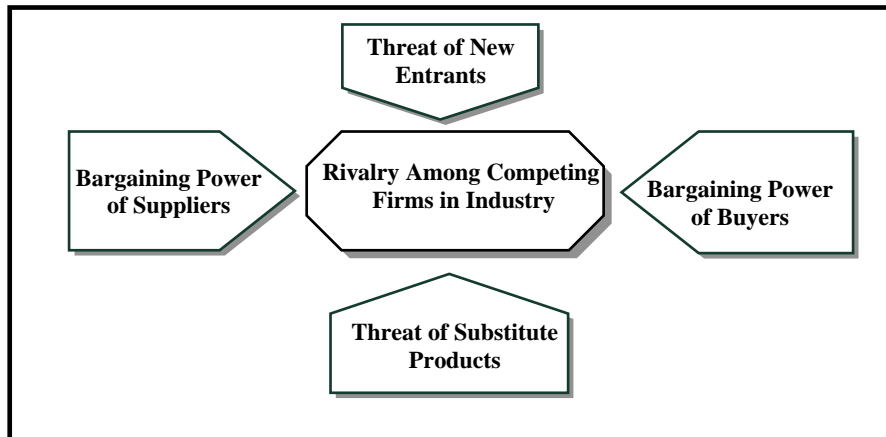 Threat of New
Entrants
Bargaining Power
of Suppliers
Rivalry Among Competing
Firms in Industry
Bargaining Power
of Buyers
Threat of Substitute
Products